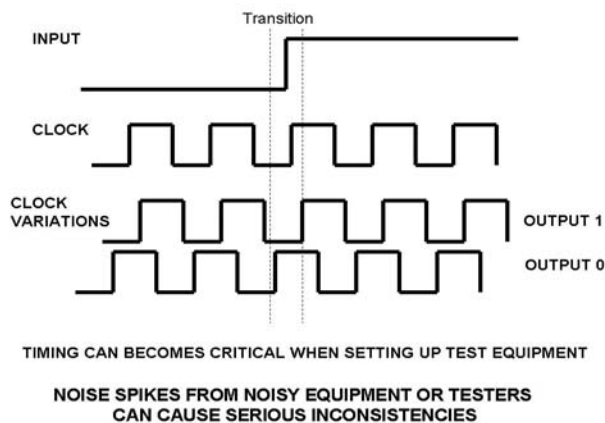 Transition
INPUT
CLOCK
CLOCK
VARIATIONS
OUTPUT 1
OUTPUT 0
TIMING CAN BECOMES CRITICAL WHEN SETTING UP TEST EQUIPMENT
NOISE SPIKES FROM NOISY EQUIPMENT OR TESTERS
CAN CAUSE SERIOUS INCONSISTENCIES